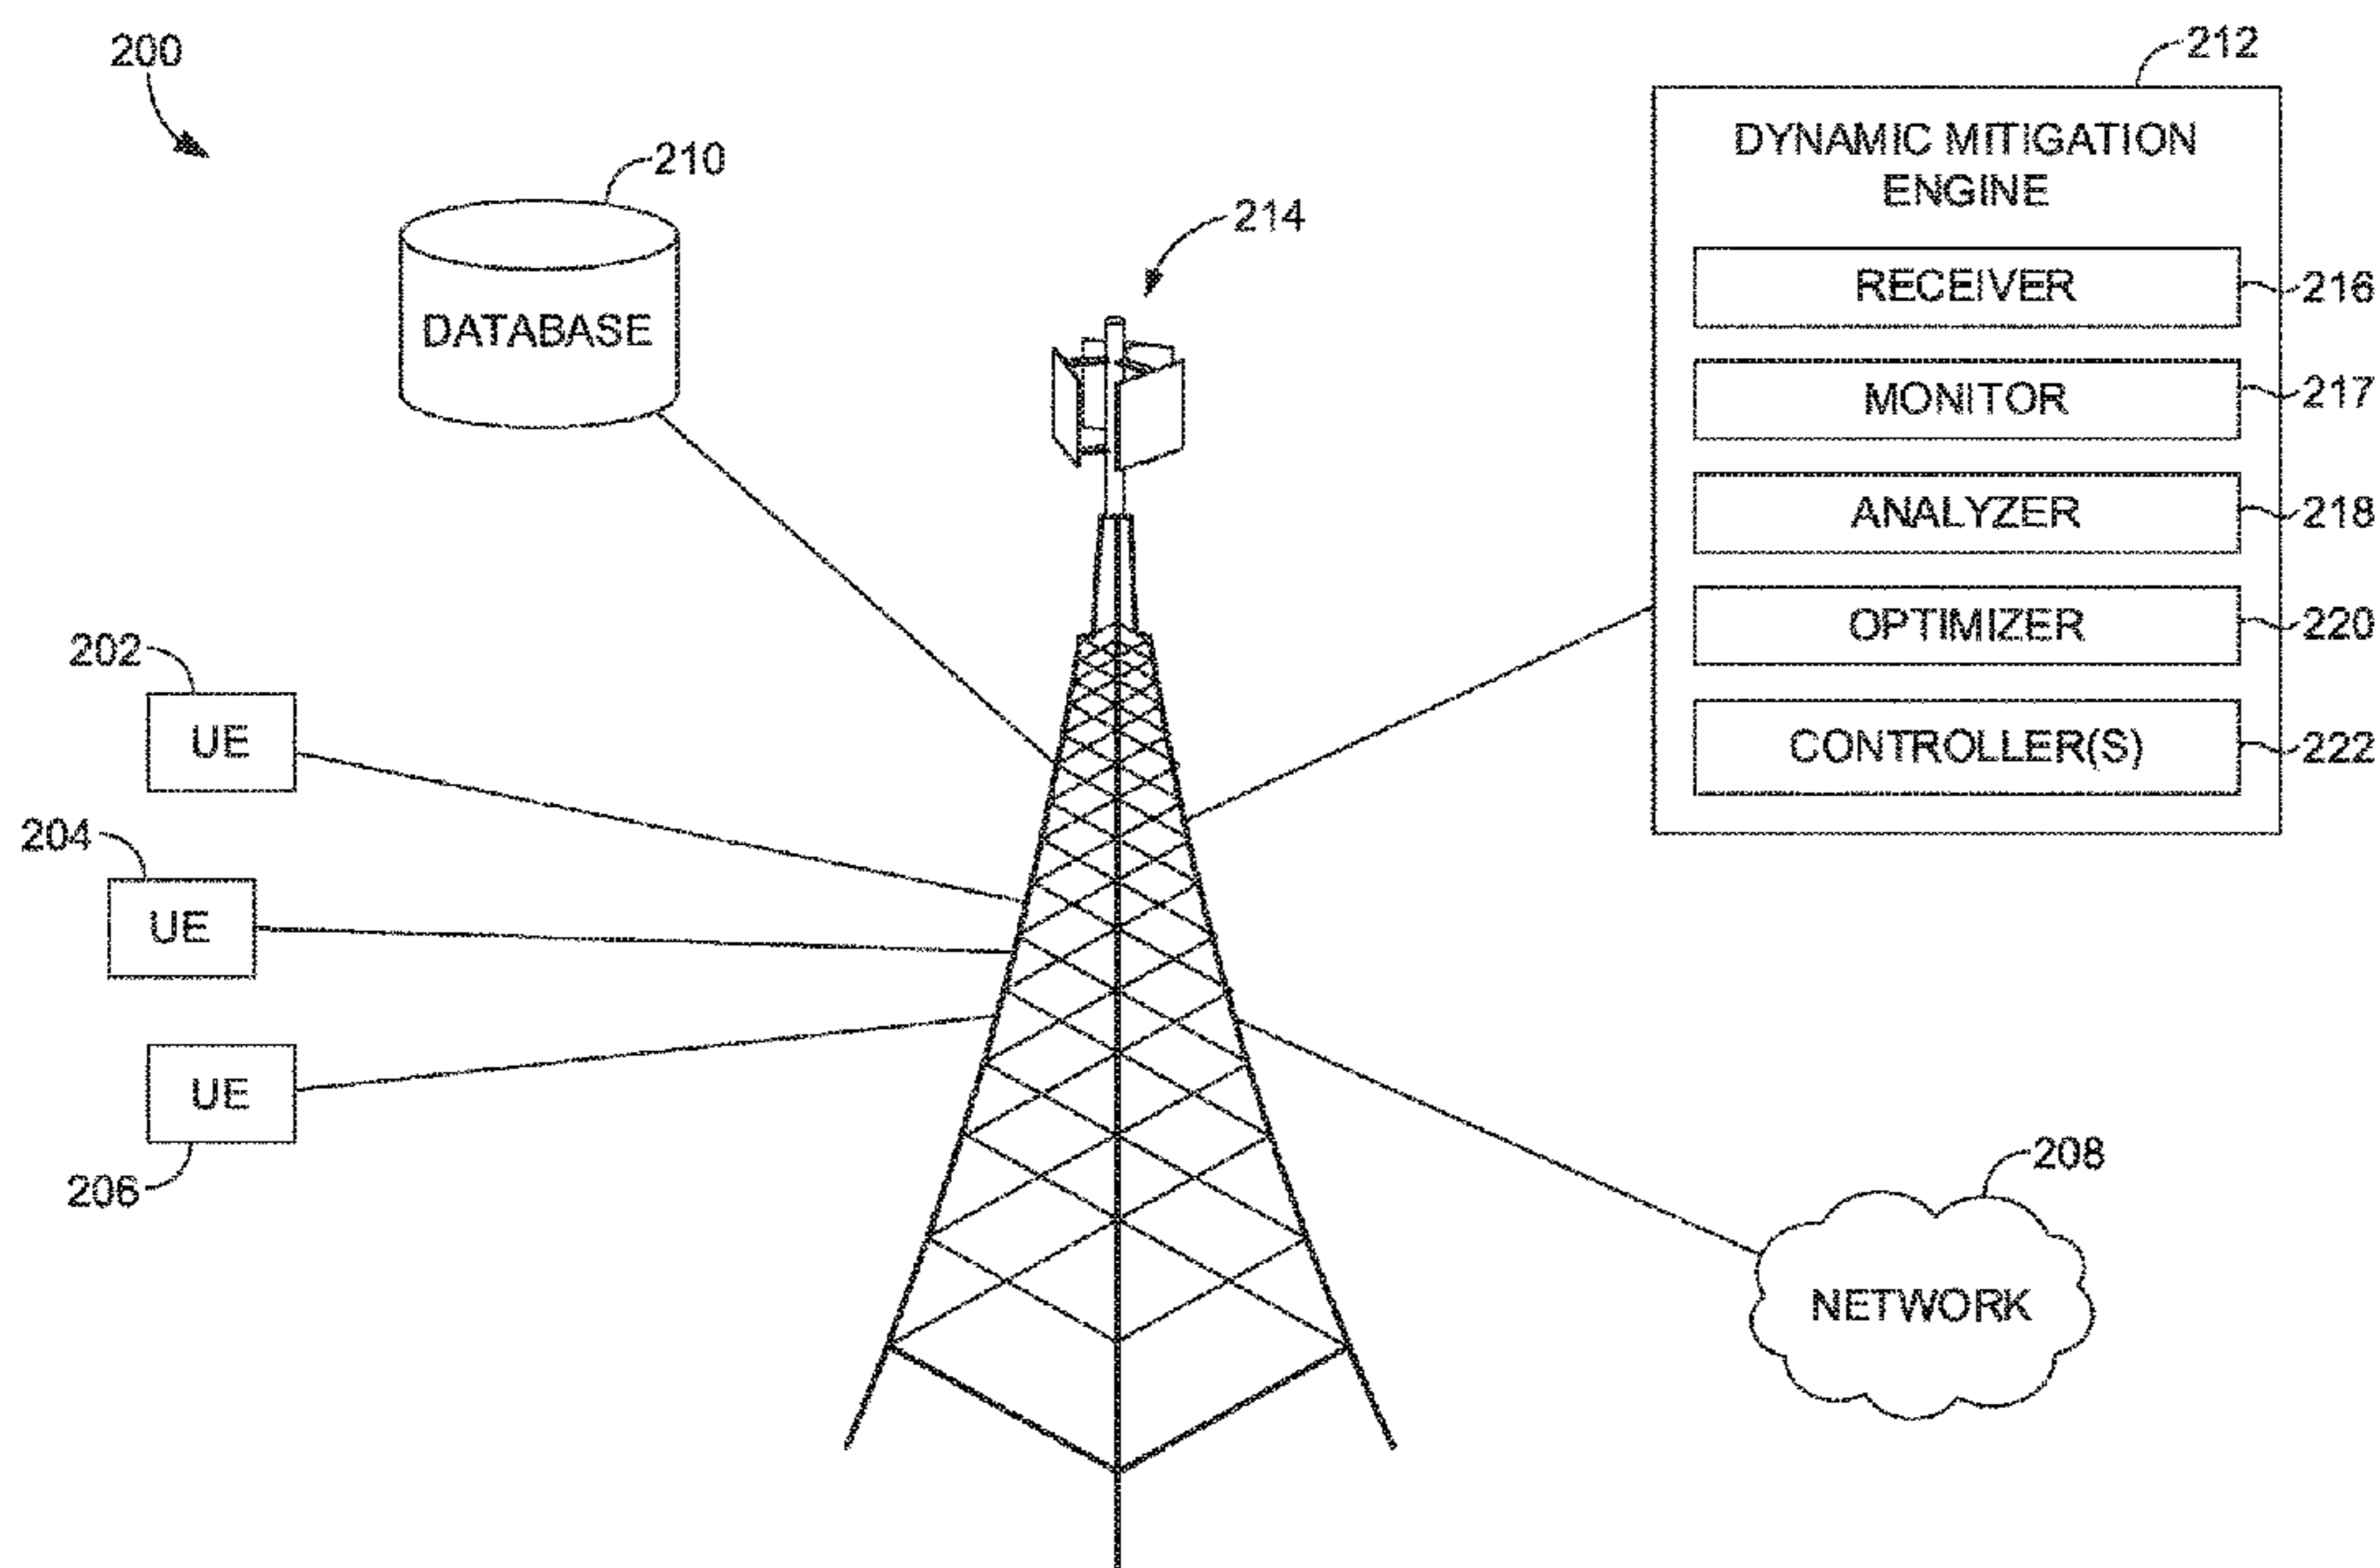 200
212
210
DYNAMIC MITIGATION
ENGINE
214
RECEIVER
216
DATABASE
MONITOR
217
ANALYZER
218
OPTIMIZER
220
202
UE
CONTROLLER(S)
222
204
UE
UE
206
208
NETWORK